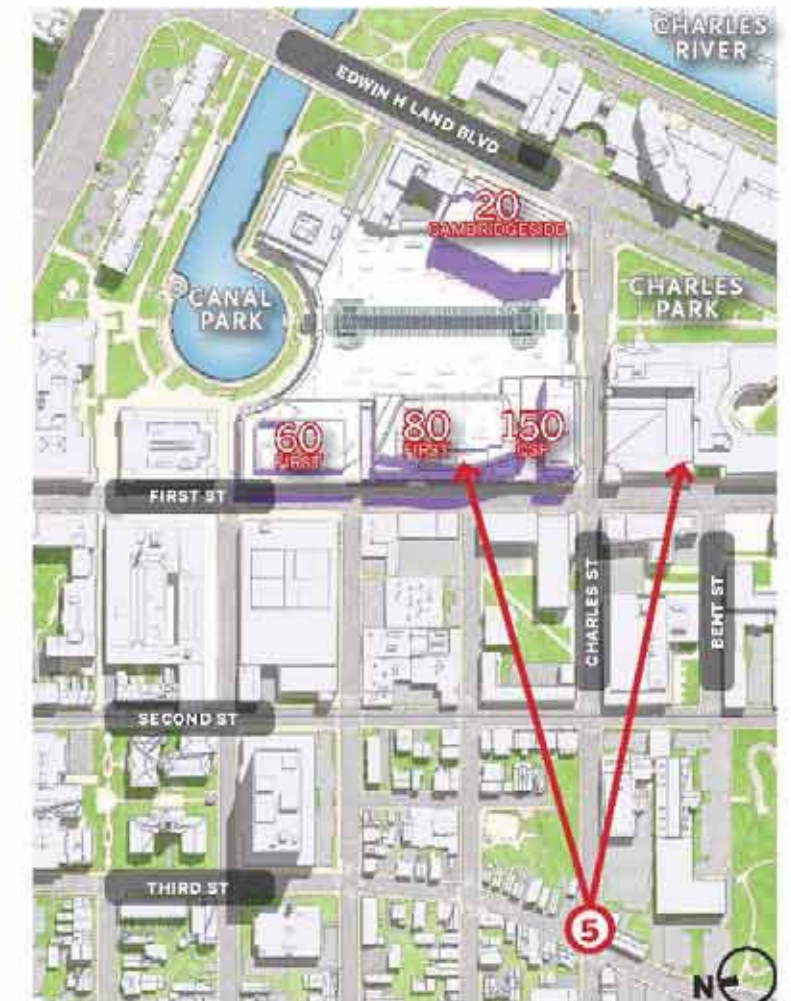 CHARLES
RIVER
EDWIN H LAND BLVD
20
CAMBRIDGESIDE
CANAL
PARK
CHARLES
PARK
60
FIRST
80
FIRST
150
CSP
FIRST ST
CHARLES ST
BENT ST
SECOND ST
THIRD ST
5
N